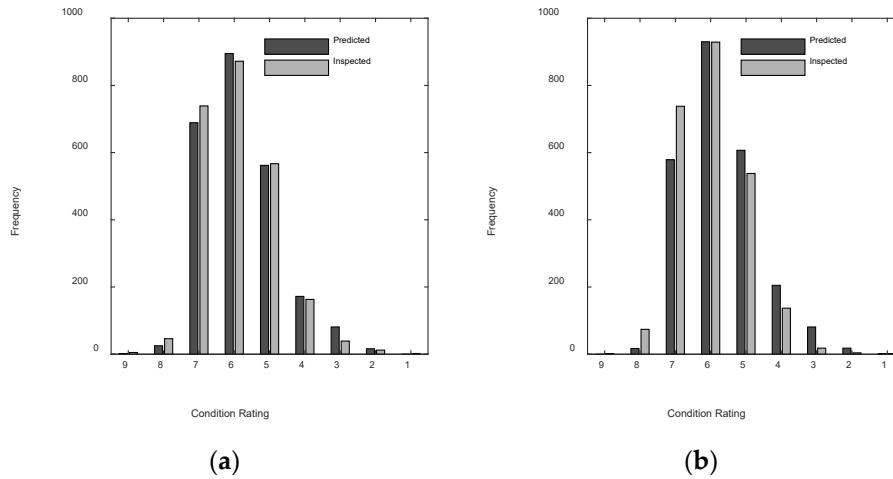 1000
800
600
400
200
0
Frequency
Predicted
Inspected
9 8 7 6 5 4 3 2 1
Condition Rating
(a)
1000
800
600
400
200
0
Frequency
Predicted
Inspected
9 8 7 6 5 4 3 2 1
Condition Rating
(b)